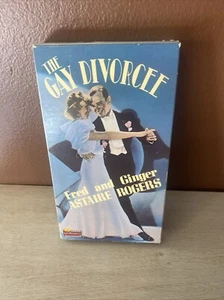 THE
GAY DIVORCEE
Fred and Ginger
ASTAIRE ROGERS